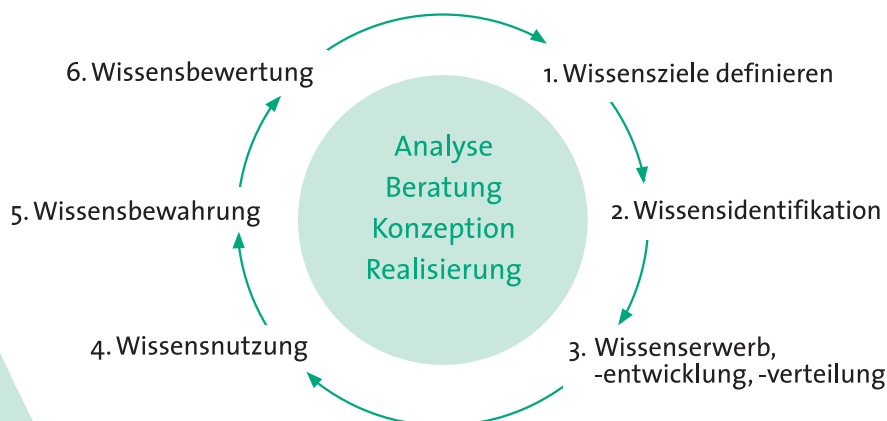 6. Wissensbewertung
1. Wissensziele definieren
Analyse
Beratung
Konzeption
Realisierung
5. Wissensbewahrung
2. Wissensidentifikation
4. Wissensnutzung
3. Wissenserwerb,
-entwicklung, -verteilung